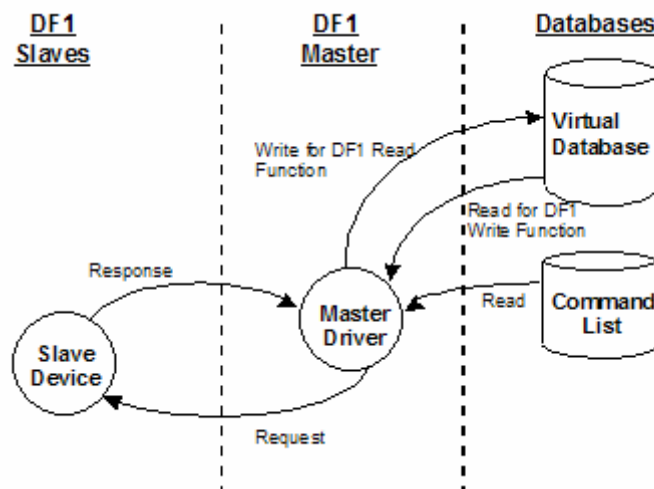 DF1
Slaves
DF1
Master
Databases
Virtual
Database
Write for DF1 Read
Function
Read for DF1
Write Function
Response
Read
Command
List
Master
Driver
Slave
Device
Request